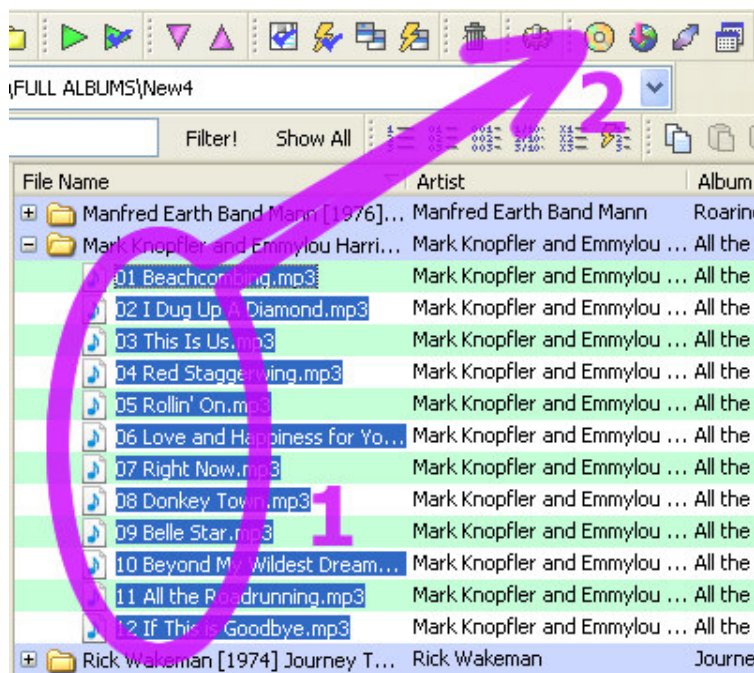 \FULL ALBUMS\New4
2
Filter! Show All
File Name Artist Album
Manfred Earth Band Mann [1976]... Manfred Earth Band Mann Roarin
Mark Knopfler and Emmylou Harri... Mark Knopfler and Emmylou ... All the
01 Beachcombing.mp3 Mark Knopfler and Emmylou ... All the
02 I Dug Up A Diamond.mp3 Mark Knopfler and Emmylou ... All the
03 This Is Us.mp3 Mark Knopfler and Emmylou ... All the
04 Red Staggerwing.mp3 Mark Knopfler and Emmylou ... All the
05 Rollin' On.mp3 Mark Knopfler and Emmylou ... All the
06 Love and Happiness for Yo... Mark Knopfler and Emmylou ... All the
07 Right Now.mp3 Mark Knopfler and Emmylou ... All the
08 Donkey Town.mp3 Mark Knopfler and Emmylou ... All the
1
09 Belle Star.mp3 Mark Knopfler and Emmylou ... All the
10 Beyond My Wildest Dream... Mark Knopfler and Emmylou ... All the
11 All the Roadrunning.mp3 Mark Knopfler and Emmylou ... All the
12 If This is Goodbye.mp3 Mark Knopfler and Emmylou ... All the
Rick Wakeman [1974] Journey T... Rick Wakeman Journe